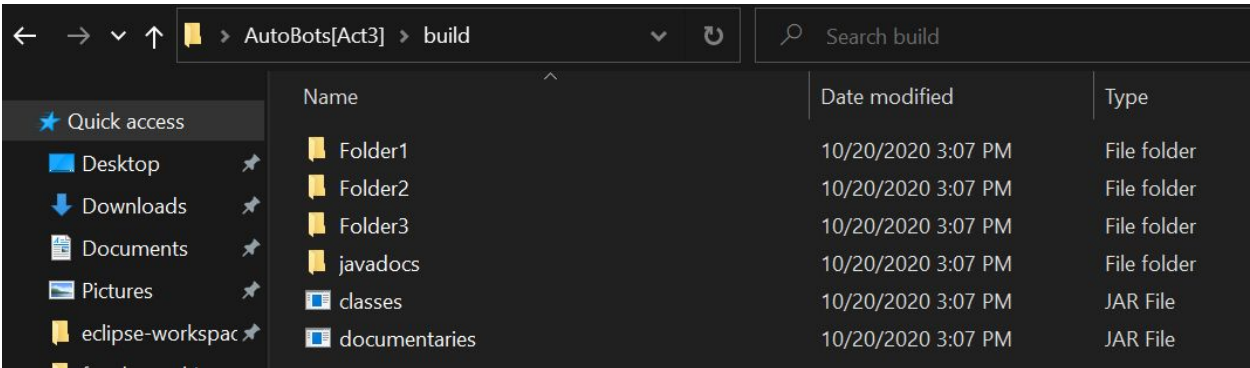 AutoBots[Act3] > build
Search build
Name Date modified Type
Quick access
Desktop
Downloads
Documents
Pictures
eclipse-workspac
Folder1 10/20/2020 3:07 PM File folder
Folder2 10/20/2020 3:07 PM File folder
Folder3 10/20/2020 3:07 PM File folder
javadocs 10/20/2020 3:07 PM File folder
classes 10/20/2020 3:07 PM JAR File
documentaries 10/20/2020 3:07 PM JAR File